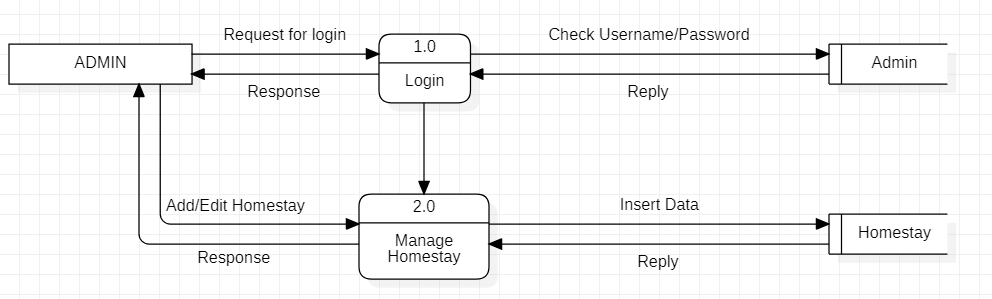 Request for login
1.0
Check Username/Password
ADMIN
Login
Admin
Response
Reply
Add/Edit Homestay
2.0
Insert Data
Manage
Homestay
Homestay
Response
Reply